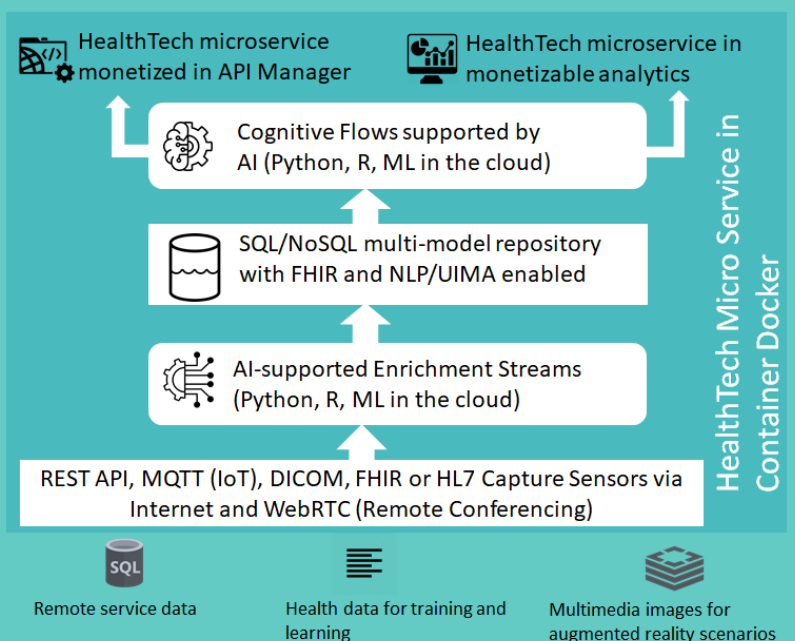 HealthTech microservice
monetized in API Manager
HealthTech microservice in
monetizable analytics
Cognitive Flows supported by
AI (Python, R, ML in the cloud)
SQL/NoSQL multi-model repository
with FHIR and NLP/UIMA enabled
AI-supported Enrichment Streams
(Python, R, ML in the cloud)
REST API, MQTT (IoT), DICOM, FHIR or HL7 Capture Sensors via
Internet and WebRTC (Remote Conferencing)
HealthTech Micro Service in
Container Docker
SQL
Remote service data
Health data for training and
learning
Multimedia images for
augmented reality scenarios